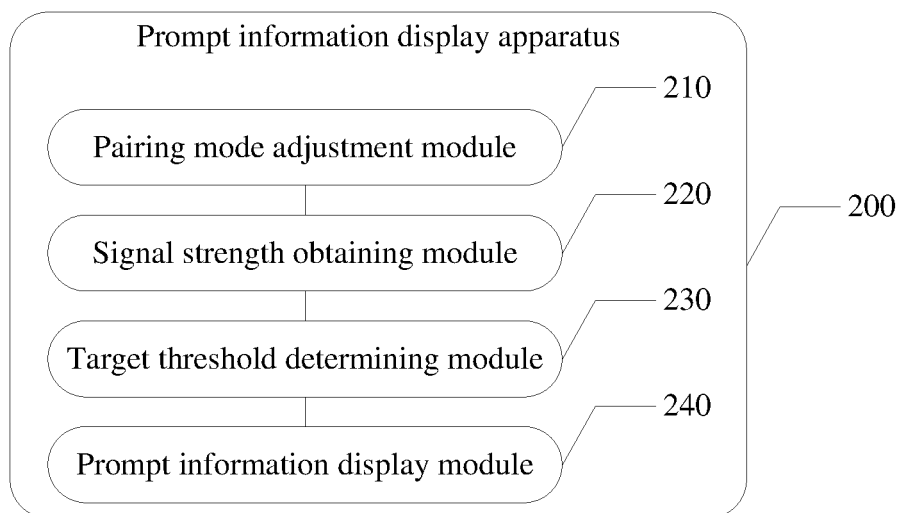 Prompt information display apparatus
210
Pairing mode adjustment module
220
200
Signal strength obtaining module
230
Target threshold determining module
240
Prompt information display module